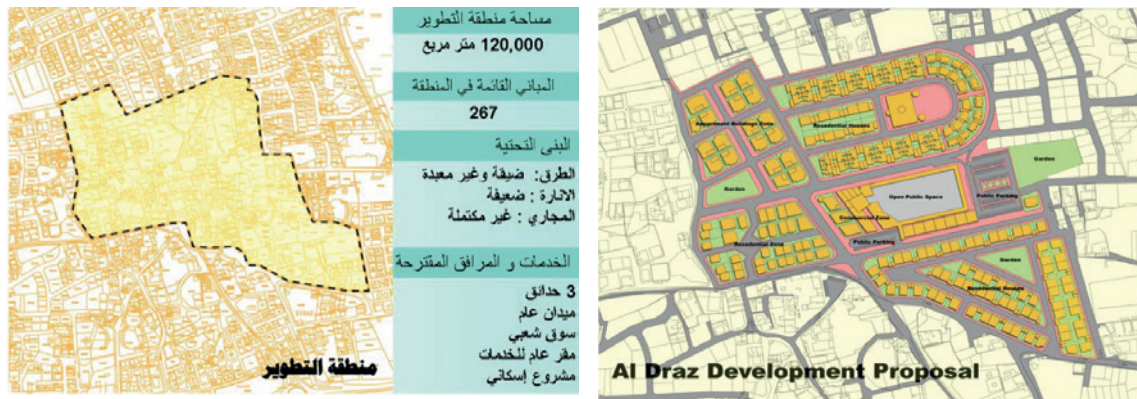 مساحة منطقة التطوير
120,000 متر مربع
المباني القائمة في المنطقة
267
البنى التحتية
الطرق: ضيقة وغير معبدة
الانارة : ضعيفة
المجاري : غير مكتملة
الخدمات و المرافق المقترحة
3 حدائق
ميدان عام
سوق شعبي
مقر عام للخدمات
مشروع إسكاني
منطقة التطوير
Appartment Buildings Zone
Residential Houses
Garden
Garden
Open Public Space
Public Parking
Commercial Zone
Public Parking
Residential Zone
Garden
Residential Houses
Al Draz Development Proposal